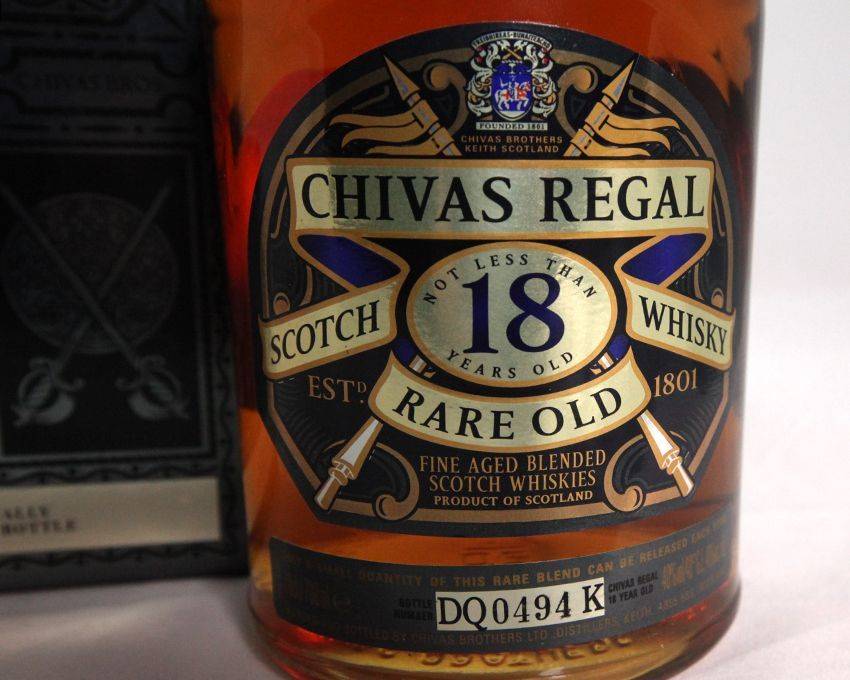 FOUNDED 1801
CHIVAS BROTHERS
KEITH SCOTLAND
CHIVAS REGAL
NOT LESS THAN
18
YEARS OLD
SCOTCH WHISKY
ESTD. 1801
RARE OLD
FINE AGED BLENDED
SCOTCH WHISKIES
PRODUCT OF SCOTLAND
A SMALL QUANTITY OF THIS RARE BLEND CAN BE RELEASED EACH
BOTTLE NUMBER DQ0494 K CHIVAS REGAL 18 YEAR OLD
BOTTLED BY CHIVAS BROTHERS LTD., DISTILLERS, KEITH,
BOTTLE